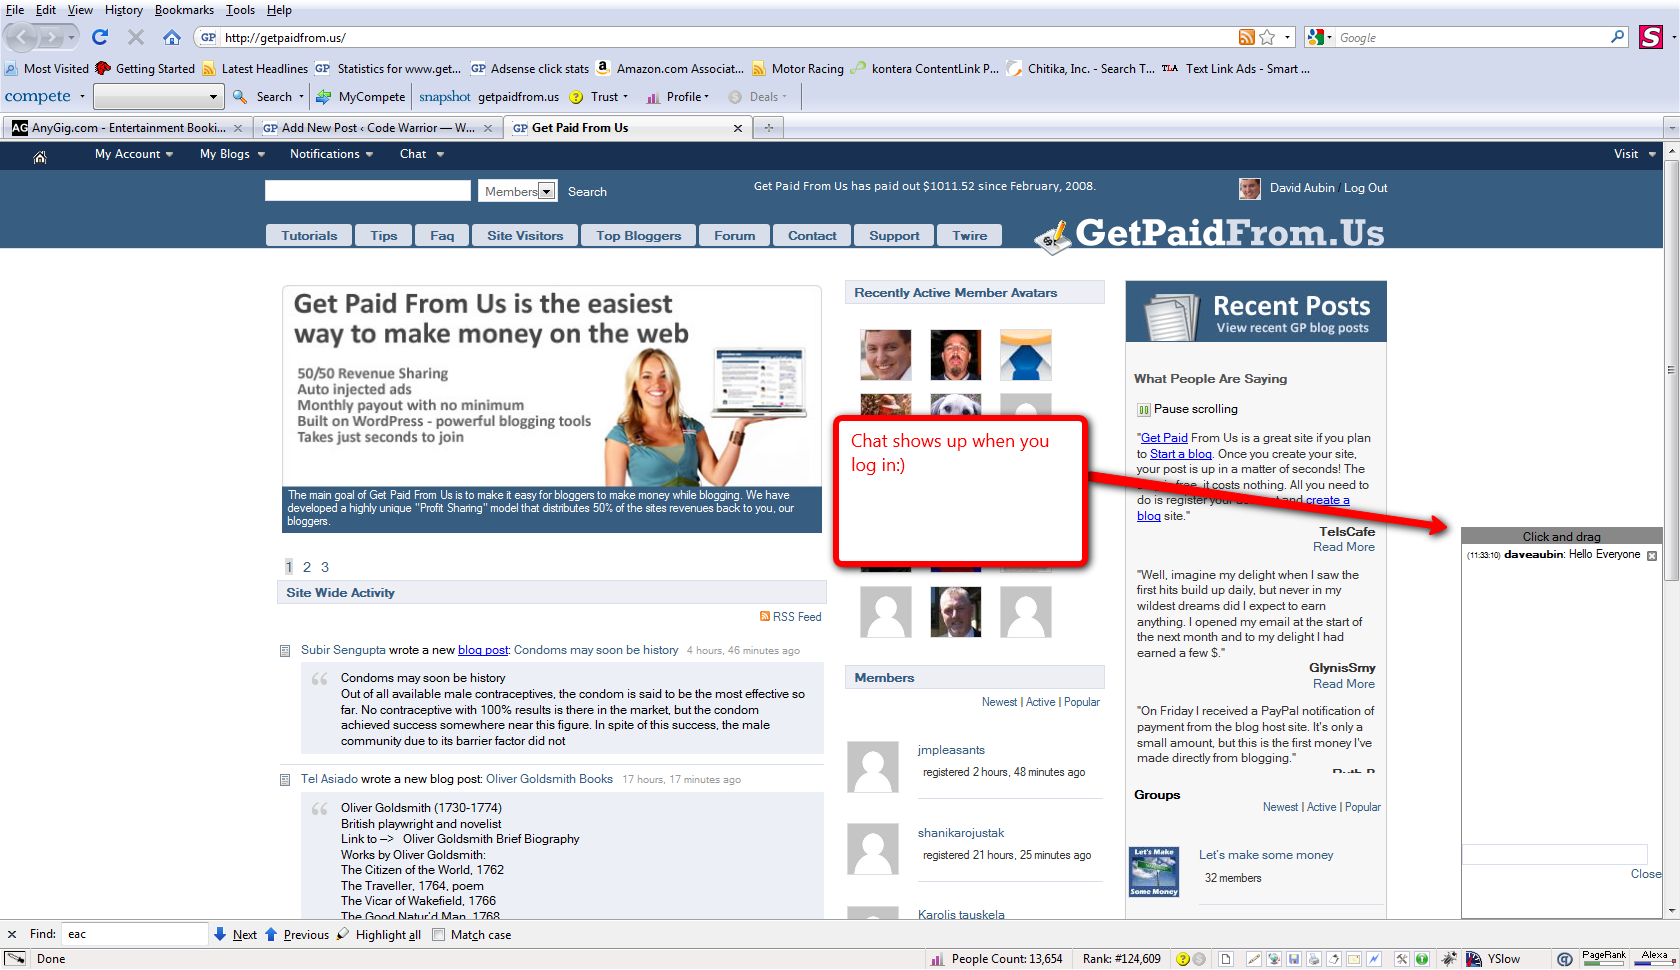 File Edit View History Bookmarks Tools Help
GP http://getpaidfrom.us/
Google
S
Most Visited Getting Started Latest Headlines GP Statistics for www.get... GP Adsense click stats a Amazon.com Associat... Motor Racing kontera ContentLink P... Chitika, Inc. - Search T... TLA Text Link Ads - Smart ...
compete Search MyCompete snapshot getpaidfrom.us Trust Profile Deals
AG AnyGig.com - Entertainment Booki... GP Add New Post ‹ Code Warrior — W... GP Get Paid From Us
My Account My Blogs Notifications Chat Visit
Members Search
Get Paid From Us has paid out $1011.52 since February, 2008.
David Aubin / Log Out
Tutorials Tips Faq Site Visitors Top Bloggers Forum Contact Support Twire
GetPaidFrom.Us
Get Paid From Us is the easiest
way to make money on the web
50/50 Revenue Sharing
Auto injected ads
Monthly payout with no minimum
Built on WordPress - powerful blogging tools
Takes just seconds to join
The main goal of Get Paid From Us is to make it easy for bloggers to make money while blogging. We have
developed a highly unique "Profit Sharing" model that distributes 50% of the sites revenues back to you, our
bloggers.
1 2 3
Site Wide Activity
RSS Feed
Subir Sengupta wrote a new blog post: Condoms may soon be history 4 hours, 46 minutes ago
Condoms may soon be history
Out of all available male contraceptives, the condom is said to be the most effective so
far. No contraceptive with 100% results is there in the market, but the condom
achieved success somewhere near this figure. In spite of this success, the male
community due to its barrier factor did not
Tel Asiado wrote a new blog post: Oliver Goldsmith Books 17 hours, 17 minutes ago
Oliver Goldsmith (1730-1774)
British playwright and novelist
Link to —> Oliver Goldsmith Brief Biography
Works by Oliver Goldsmith:
The Citizen of the World, 1762
The Traveller, 1764, poem
The Vicar of Wakefield, 1766
The Good Natur'd Man, 1768
Recently Active Member Avatars
Chat shows up when you
log in:)
Members
Newest | Active | Popular
jmpleasants
registered 2 hours, 48 minutes ago
shanikarojustak
registered 21 hours, 25 minutes ago
Karolis tauskela
Recent Posts
View recent GP blog posts
What People Are Saying
Pause scrolling
"Get Paid From Us is a great site if you plan
to Start a blog. Once you create your site,
your post is up in a matter of seconds! The
free, it costs nothing. All you need to
do is register your and create a
blog site."
TelsCafe
Read More
"Well, imagine my delight when I saw the
first hits build up daily, but never in my
wildest dreams did I expect to earn
anything. I opened my email at the start of
the next month and to my delight I had
earned a few $."
GlynisSmy
Read More
"On Friday I received a PayPal notification of
payment from the blog host site. It's only a
small amount, but this is the first money I've
made directly from blogging."
Groups
Newest | Active | Popular
Let's Make
Some Money
Let's make some money
32 members
Click and drag
(11:33:10) daveaubin: Hello Everyone
Close
Find: eac Next Previous Highlight all Match case
Done
People Count: 13,654 Rank: #124,609 YSlow PageRank Alexa